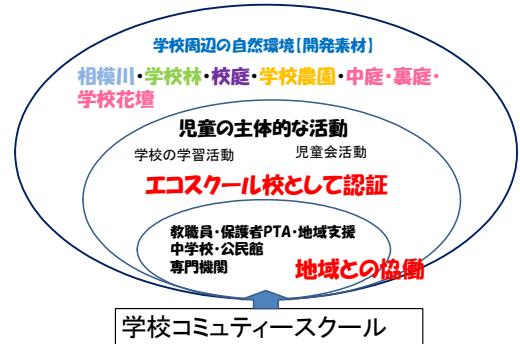 学校周辺の自然環境【開発素材】
相模川・学校林・校庭・学校農園・中庭・裏庭・
学校花壇
児童の主体的な活動
学校の学習活動 児童会活動
エコスクール校として認証
教職員・保護者PTA・地域支援
中学校・公民館
専門機関
地域との協働
学校コミュティースクール